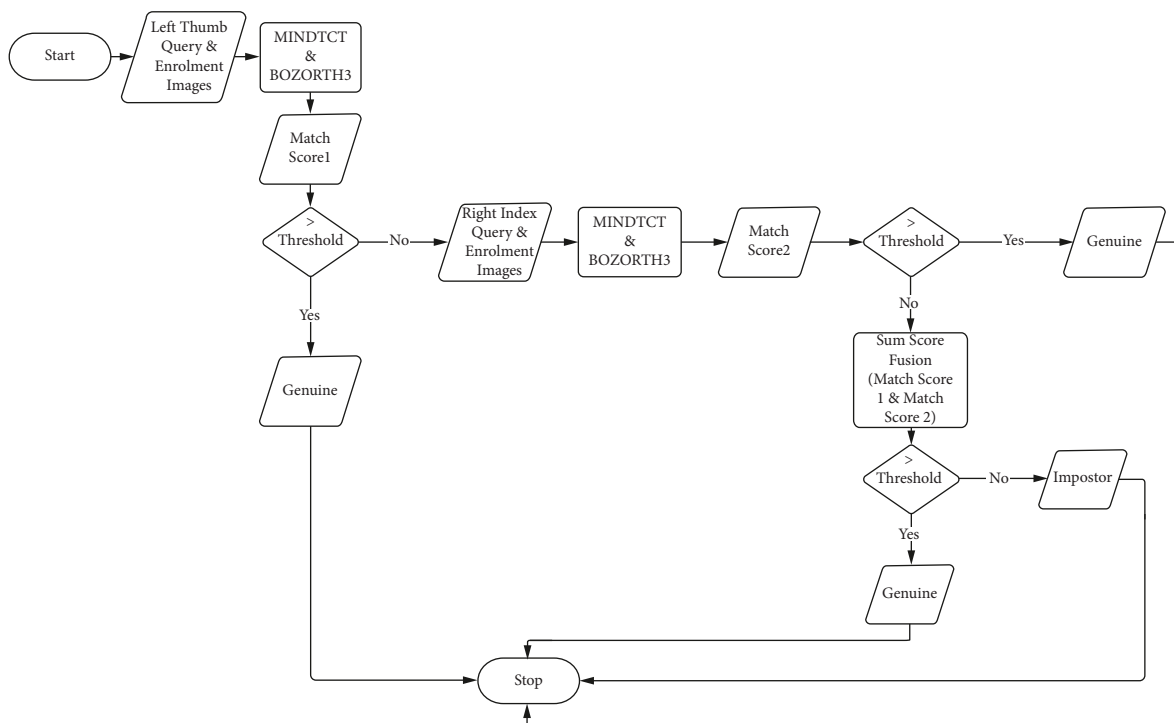 Start
Left Thumb
Query &
Enrolment
Images
MINDTCT
&
BOZORTH3
Match
Score1
>
Threshold
No
Yes
Genuine
Right Index
Query &
Enrolment
Images
MINDTCT
&
BOZORTH3
Match
Score2
>
Threshold
Yes
Genuine
No
Sum Score
Fusion
(Match Score
1 & Match
Score 2)
>
Threshold
No
Impostor
Yes
Genuine
Stop